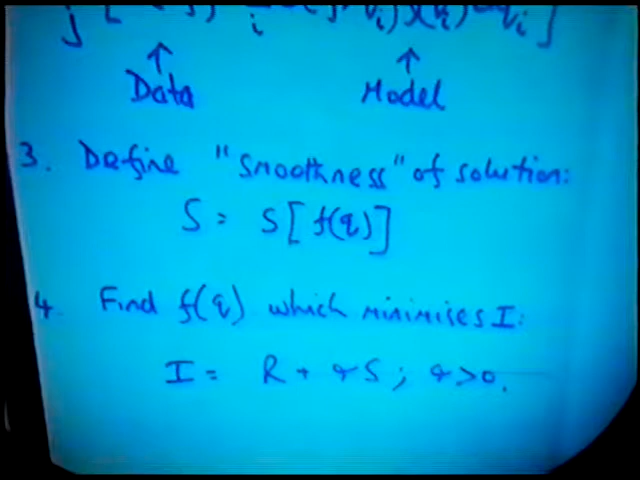 Data Model
3. Define "smoothness" of solution:
S = S[f(q)]
4. Find f(q) which minimises I:
I = R + αS; α>0.